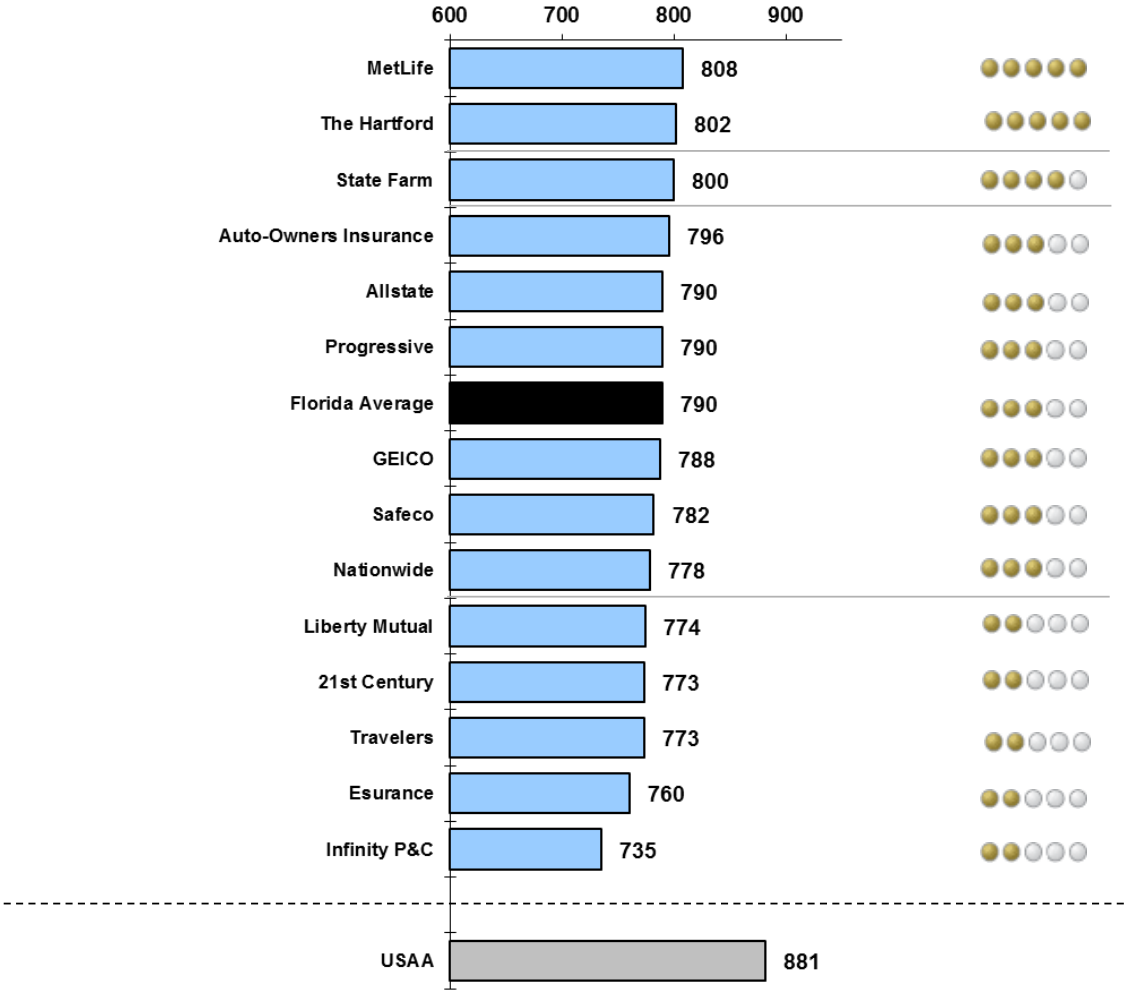 600 700 800 900
MetLife 808
The Hartford 802
State Farm 800
Auto-Owners Insurance 796
Allstate 790
Progressive 790
Florida Average 790
GEICO 788
Safeco 782
Nationwide 778
Liberty Mutual 774
21st Century 773
Travelers 773
Esurance 760
Infinity P&C 735
USAA 881